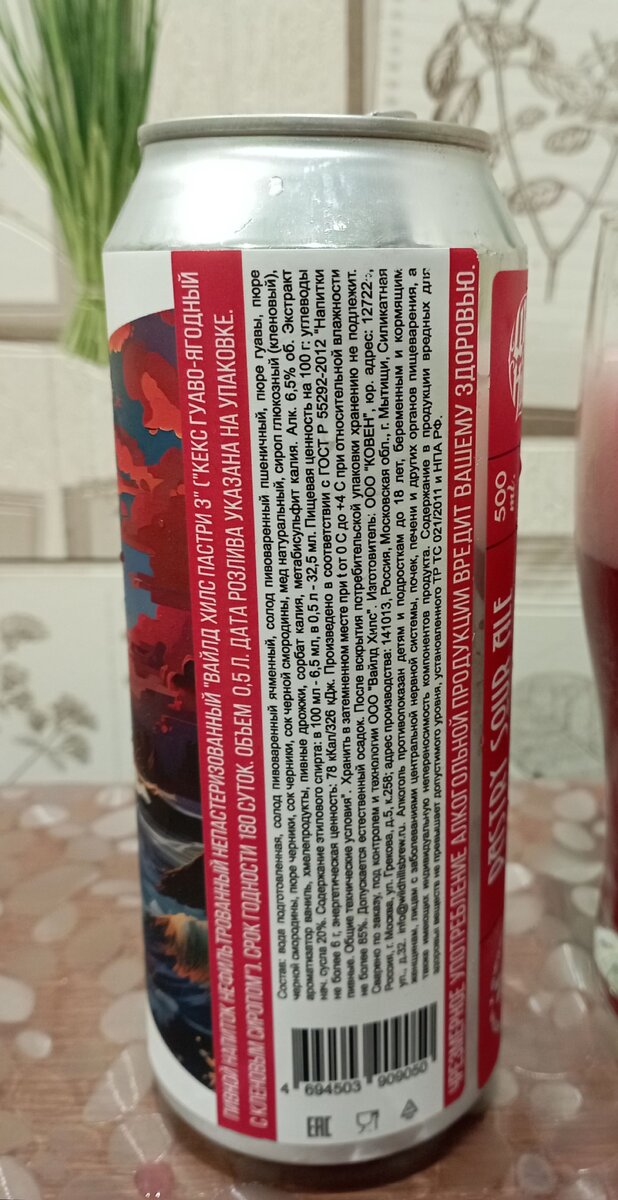 ПИВНОЙ НАПИТОК НЕФИЛЬТРОВАННЫЙ НЕПАСТЕРИЗОВАННЫЙ "ВАЙЛД ХИЛС ПАСТРИ 3" ("КЕКС ГУАВО-ЯГОДНЫЙ
С КЛЕНОВЫМ СИРОПОМ"). СРОК ГОДНОСТИ 180 СУТОК. ОБЪЕМ 0,5 Л. ДАТА РОЗЛИВА УКАЗАНА НА УПАКОВКЕ.
Состав: вода подготовленная, солод пивоваренный ячменный, солод пивоваренный пшеничный, пюре гуавы, пюре
черной смородины, пюре черники, сок черники, сок черной смородины, мед натуральный, сироп глюкозный (кленовый),
ароматизатор ваниль, хмелепродукты, пивные дрожжи, сорбат калия, метабисульфит калия. Алк. 6,5% об. Экстракт
нач. сусла 20%. Содержание этилового спирта: в 100 мл - 6,5 мл, в 0,5 л - 32,5 мл. Пищевая ценность на 100 г: углеводы
не более 6 г, энергетическая ценность: 78 кКал/326 кДж. Произведено в соответствии с ГОСТ Р 55292-2012 "Напитки
пивные. Общие технические условия". Хранить в затемненном месте при t от 0 С до +4 С при относительной влажности
не более 85%. Допускается естественный осадок. После вскрытия потребительской упаковки хранению не подлежит.
Сварено по заказу, под контролем и технологии ООО "Вайлд Хилс". Изготовитель: ООО "КОВЕН", юр. адрес: 127224,
Россия, г. Москва, ул. Грекова, д.5, к.258; адрес производства: 141013, Россия, Московская обл., г. Мытищи, Силикатная
ул., д.32. info@wildhillsbrew.ru. Алкоголь противопоказан детям и подросткам до 18 лет, беременным и кормящим
женщинам, лицам с заболеваниями центральной нервной системы, почек, печени и других органов пищеварения, а
также имеющих индивидуальную непереносимость компонентов продукта. Содержание в продукции вредных для
здоровья веществ не превышает допустимого уровня, установленного ТР ТС 021/2011 и НПА РФ.
4 694503 909050
EAC
ЧРЕЗМЕРНОЕ УПОТРЕБЛЕНИЕ АЛКОГОЛЬНОЙ ПРОДУКЦИИ ВРЕДИТ ВАШЕМУ ЗДОРОВЬЮ.
PASTRY SOUR ALE
500 ml.